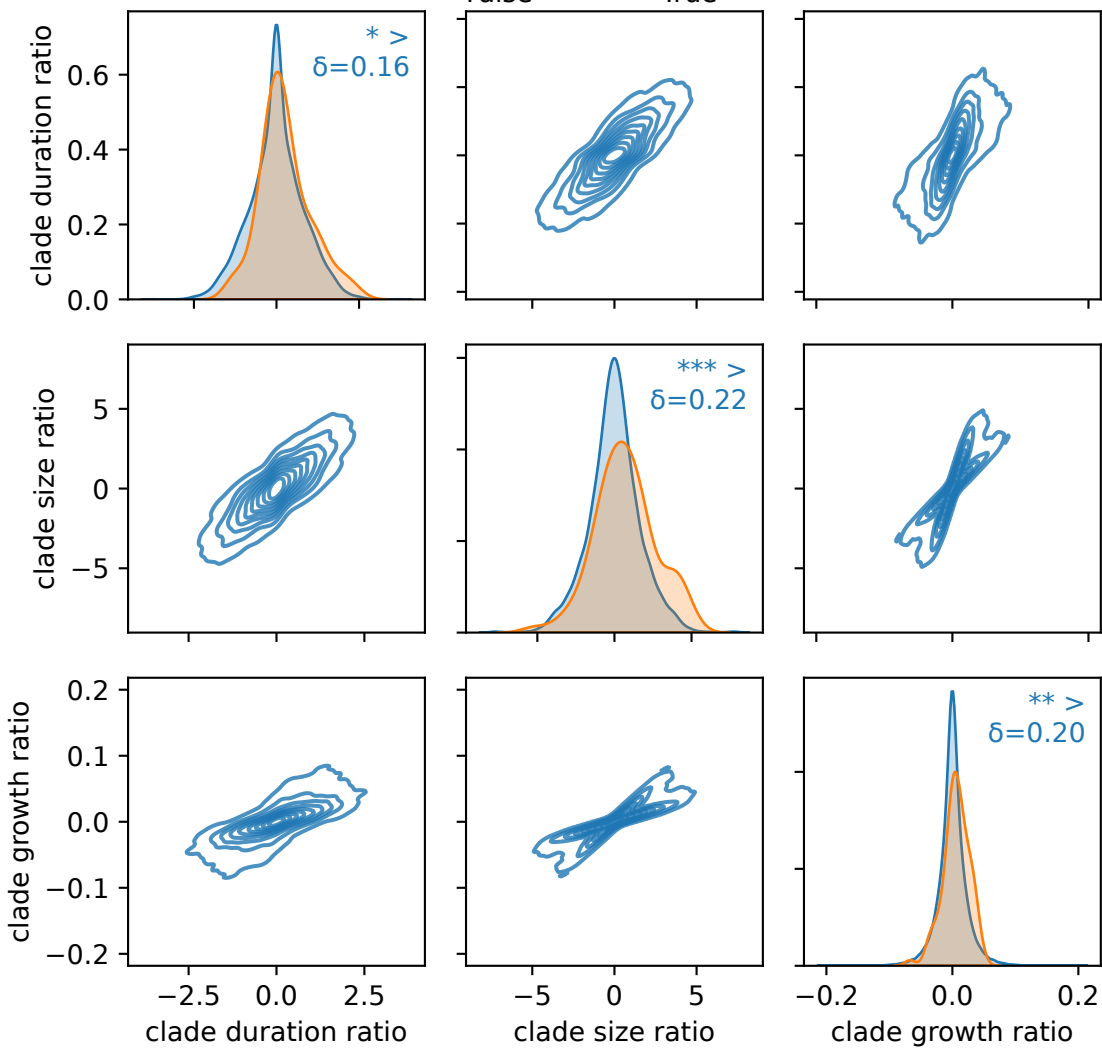 clade duration ratio
0.6
0.4
0.2
0.0
* >
δ=0.16
clade size ratio
5
0
−5
*** >
δ=0.22
clade growth ratio
0.2
0.1
0.0
−0.1
−0.2
** >
δ=0.20
−2.5 0.0 2.5
−5 0 5
−0.2 0.0 0.2
clade duration ratio
clade size ratio
clade growth ratio